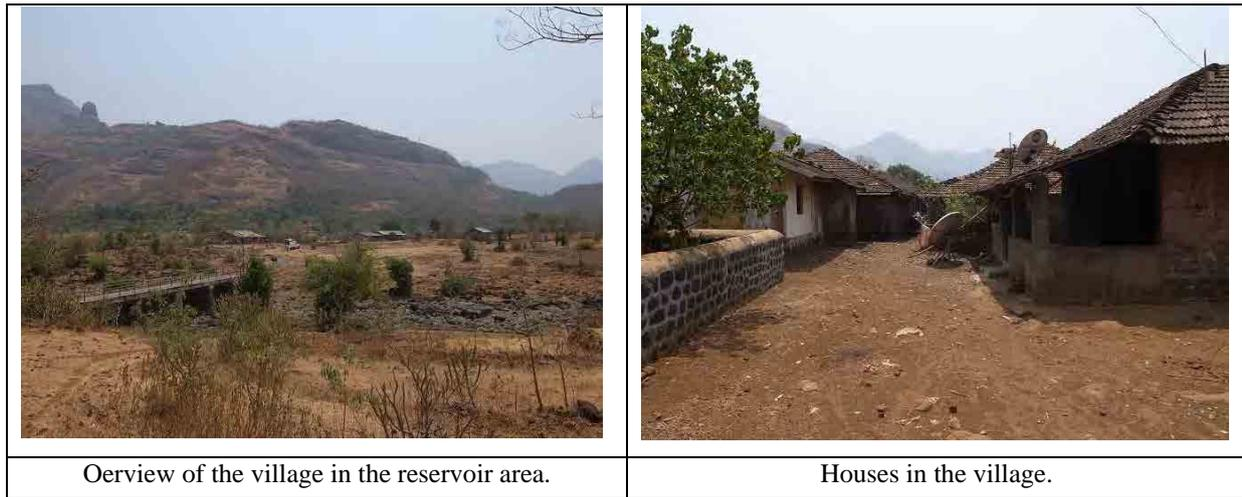 Oerview of the village in the reservoir area.
Houses in the village.